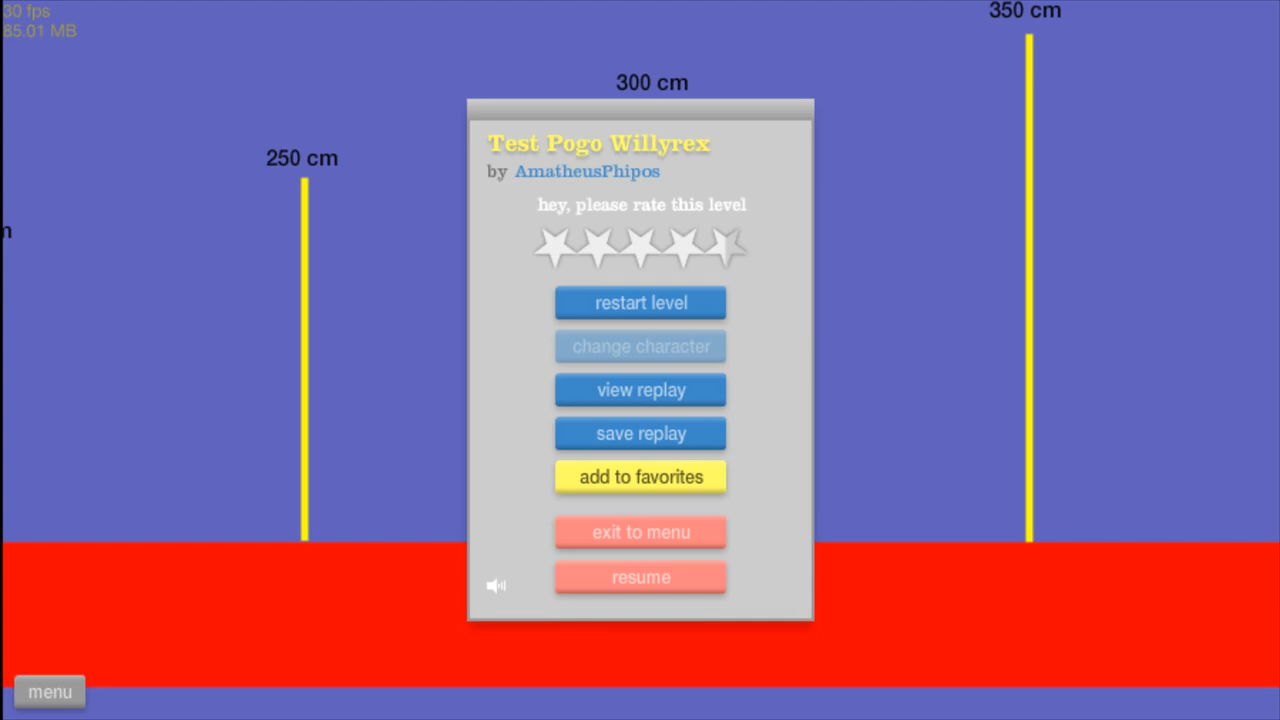 30 fps
85.01 MB
350 cm
300 cm
250 cm
Test Pogo Willyrex
by AmatheusPhipos
hey, please rate this level
restart level
change character
view replay
save replay
add to favorites
exit to menu
resume
menu